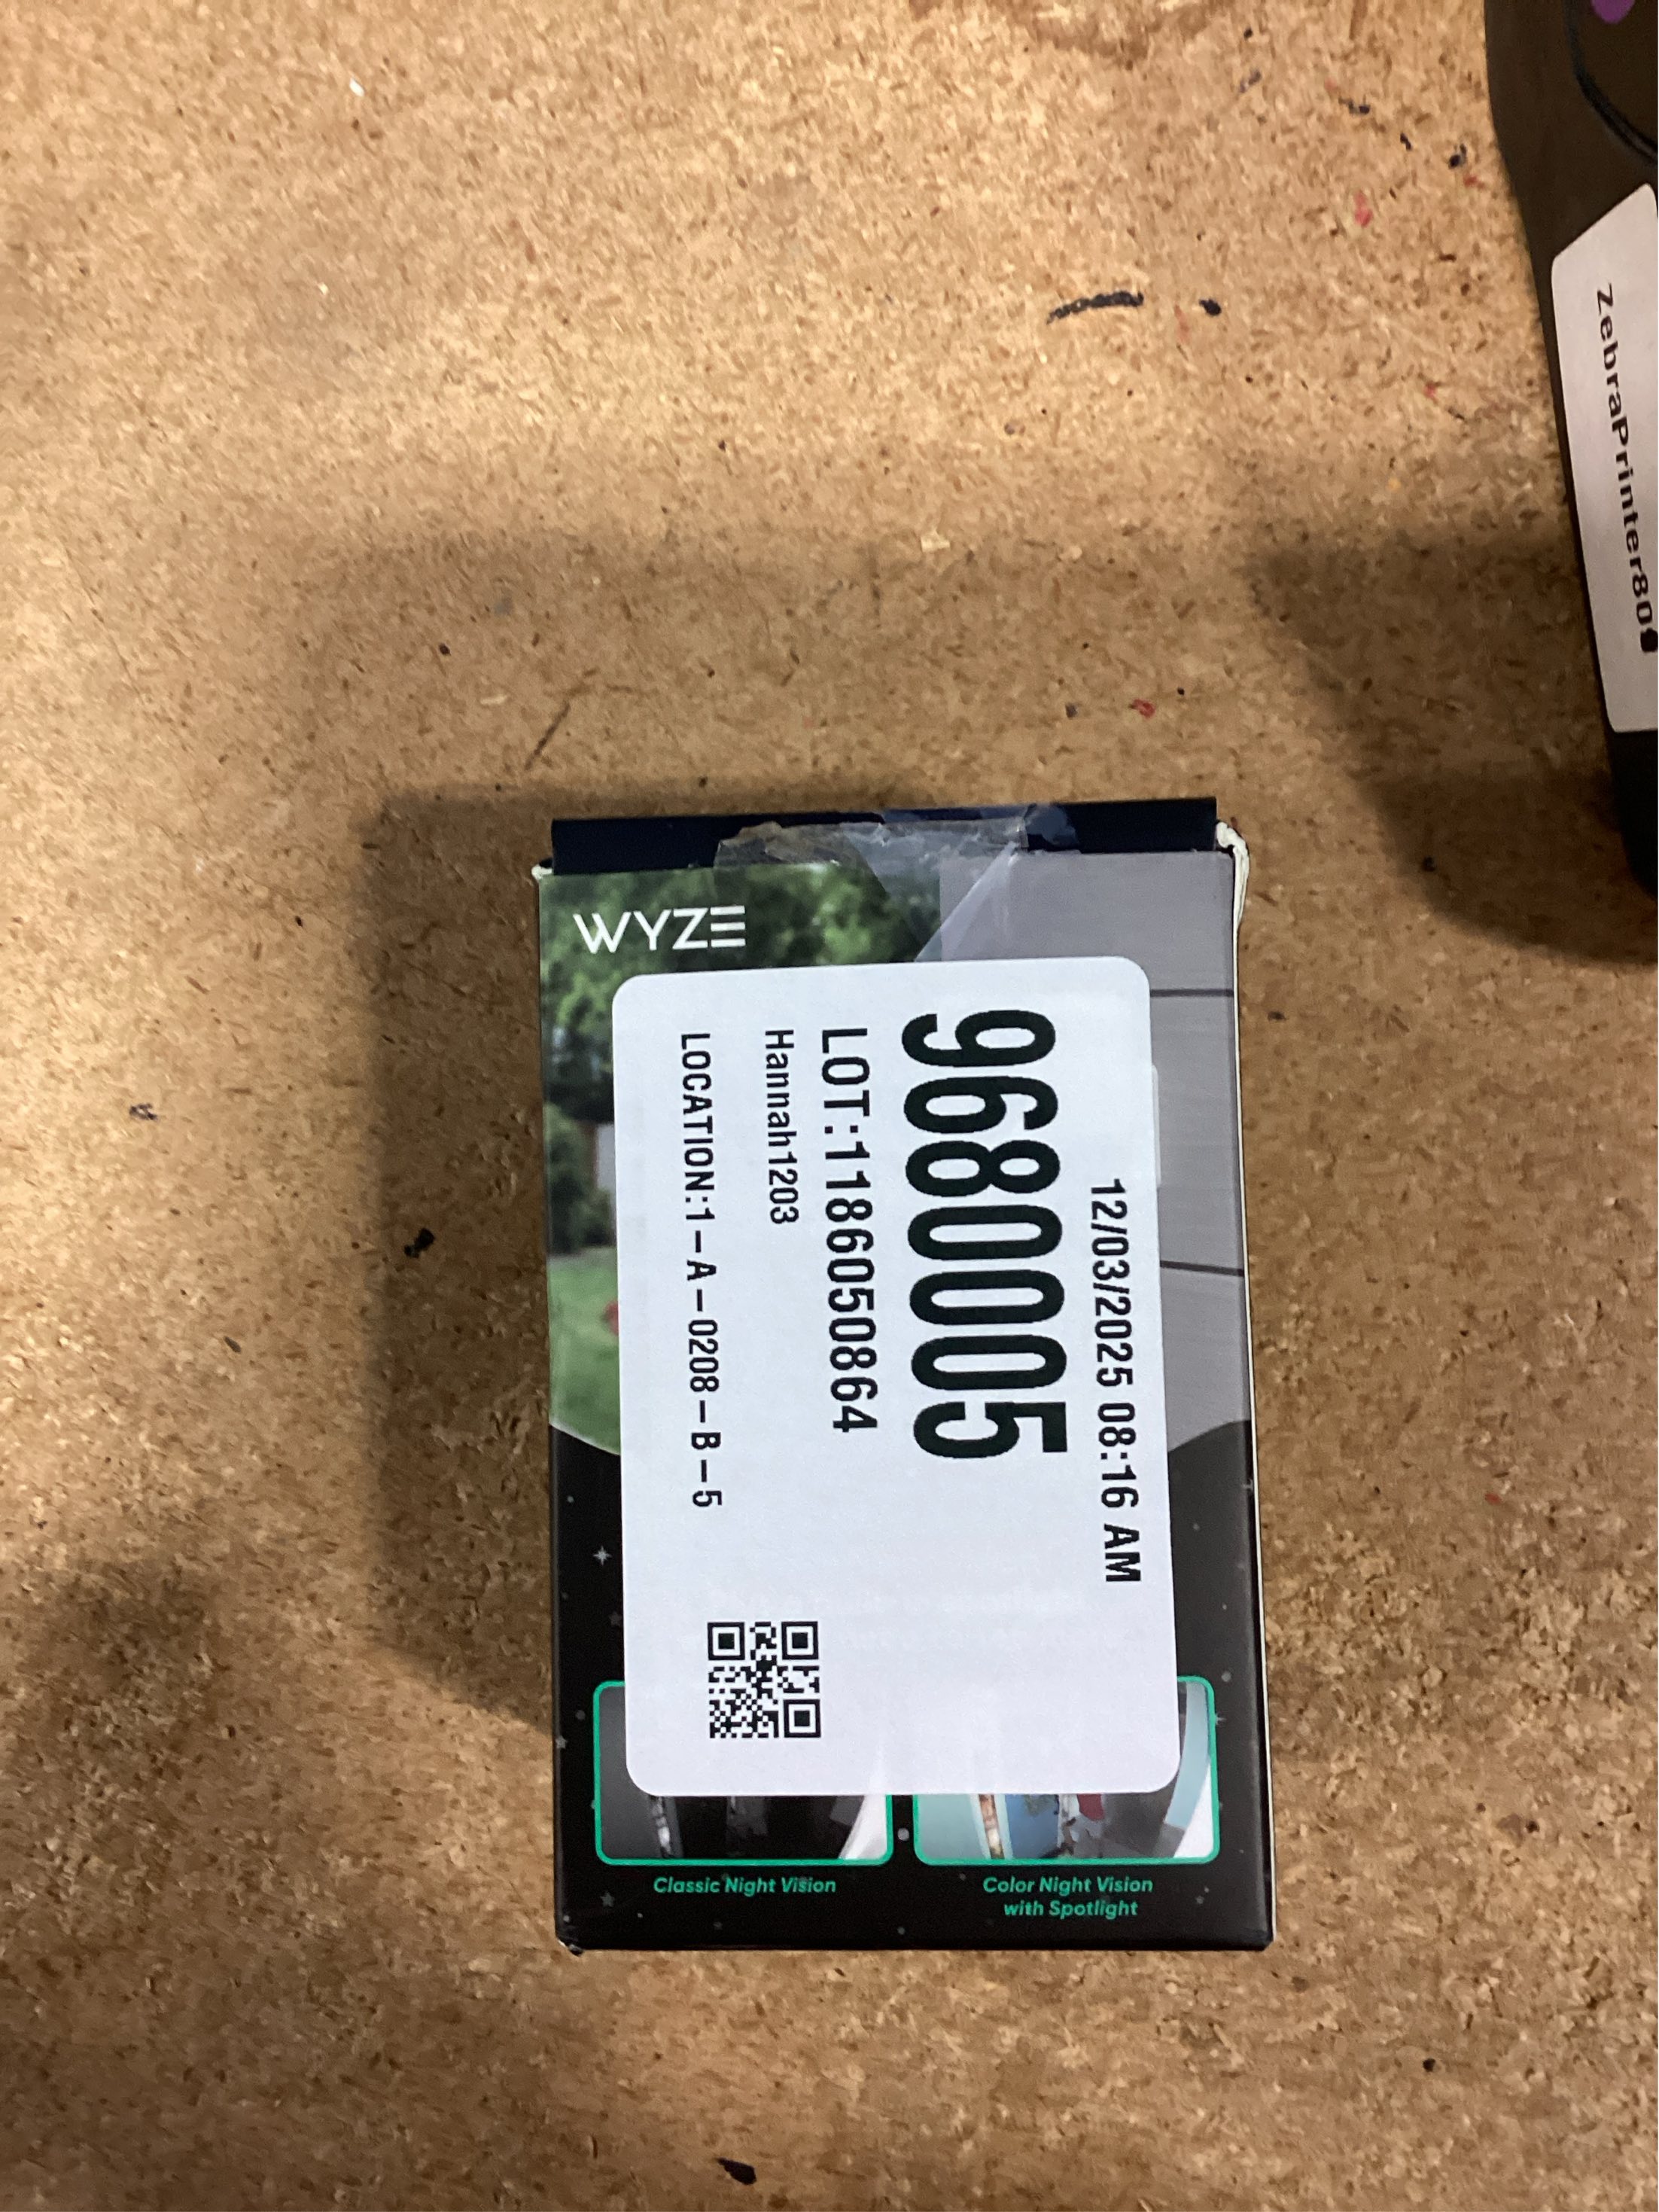 WYZE
12/03/2025 08:16 AM
9680005
LOT:1186050864
Hannah1203
LOCATION:1-A-0208-B-5
Classic Night Vision
Color Night Vision
with Spotlight
ZebraPrinter80